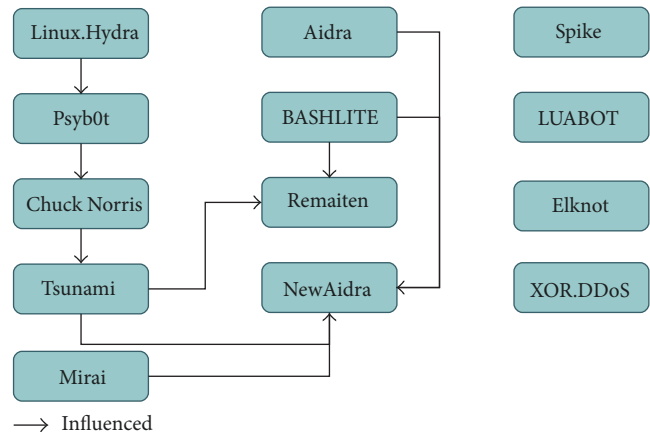 Linux.Hydra
Aidra
Spike
Psyb0t
BASHLITE
LUABOT
Chuck Norris
Remaiten
Elknot
Tsunami
NewAidra
XOR.DDoS
Mirai
Influenced